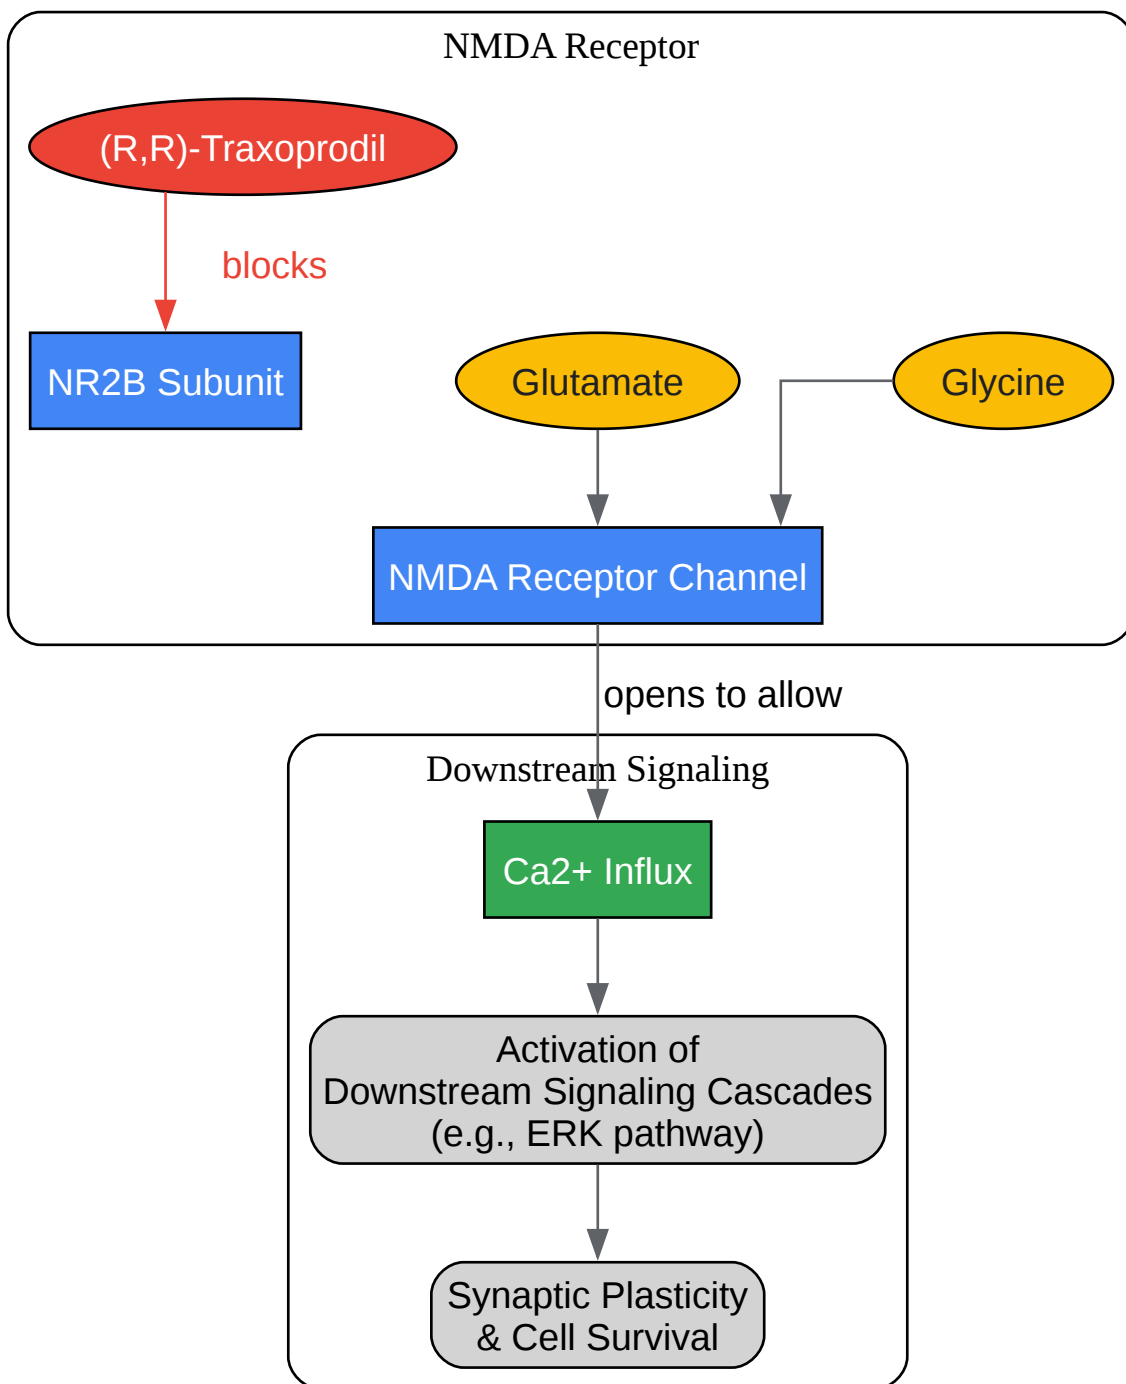 NMDA Receptor
(R,R)-Traxoprodil
blocks
NR2B Subunit
Glutamate
Glycine
NMDA Receptor Channel
opens to allow
Downstream Signaling
Ca2+ Influx
Activation of
Downstream Signaling Cascades
(e.g., ERK pathway)
Synaptic Plasticity
& Cell Survival